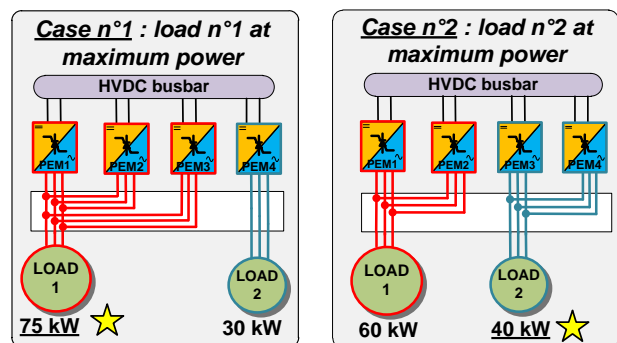 Case n°1 : load n°1 at
maximum power
HVDC busbar
PEM1
PEM2
PEM3
PEM4
LOAD
1
LOAD
2
75 kW
30 kW
Case n°2 : load n°2 at
maximum power
HVDC busbar
PEM1
PEM2
PEM3
PEM4
LOAD
1
LOAD
2
60 kW
40 kW